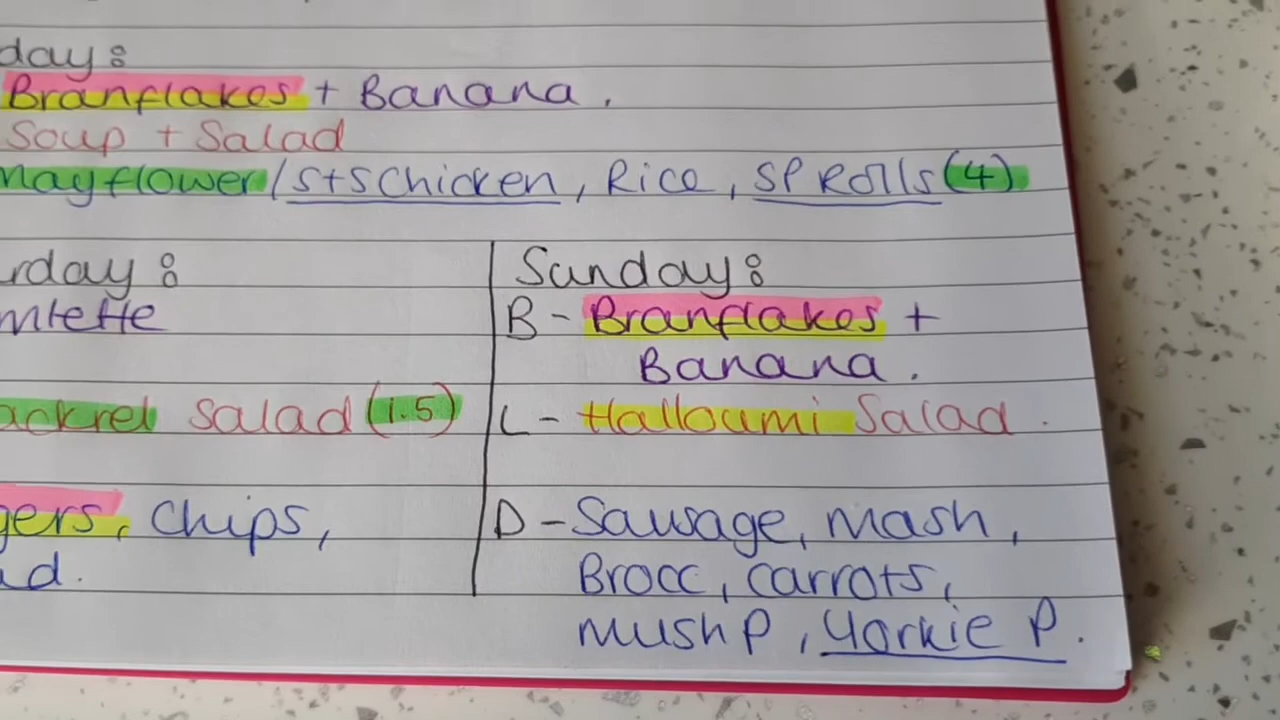 day:
Branflakes + Banana.
Soup + Salad
Mayflower/S+S Chicken, Rice, SP Rolls (4)
rday:
mlette
ackrel Salad (1.5)
gers, Chips,
ad.
Sunday:
B - Branflakes +
Banana.
L - Halloumi Salad.
D - Sausage, mash,
Brocc, carrots,
mush P, Yorkie P.